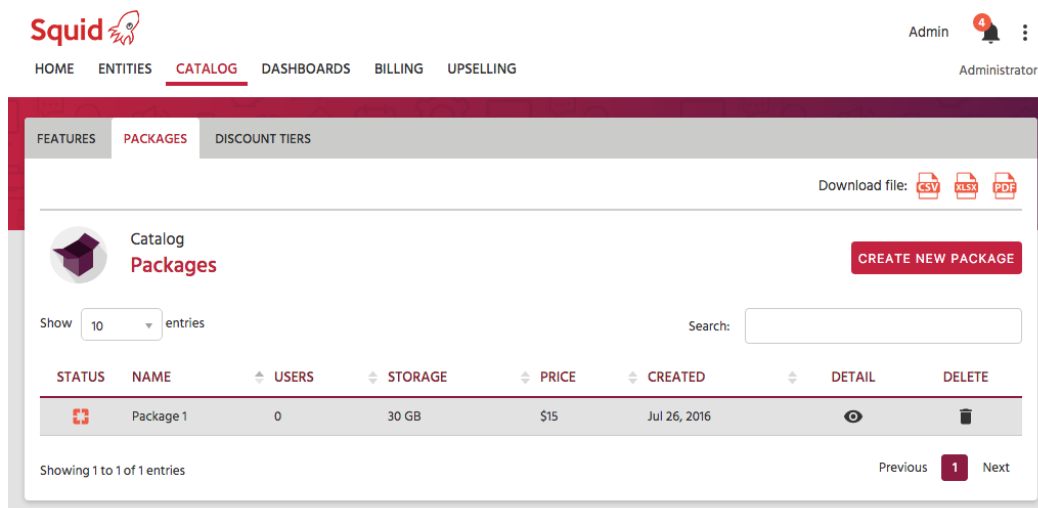 Squid
Admin 4
HOME ENTITIES CATALOG DASHBOARDS BILLING UPSELLING
Administrator
FEATURES PACKAGES DISCOUNT TIERS
Download file: CSV XLSX PDF
Catalog
Packages
CREATE NEW PACKAGE
Show 10 entries
Search:
STATUS NAME USERS STORAGE PRICE CREATED DETAIL DELETE
Package 1 0 30 GB $15 Jul 26, 2016
Showing 1 to 1 of 1 entries
Previous 1 Next